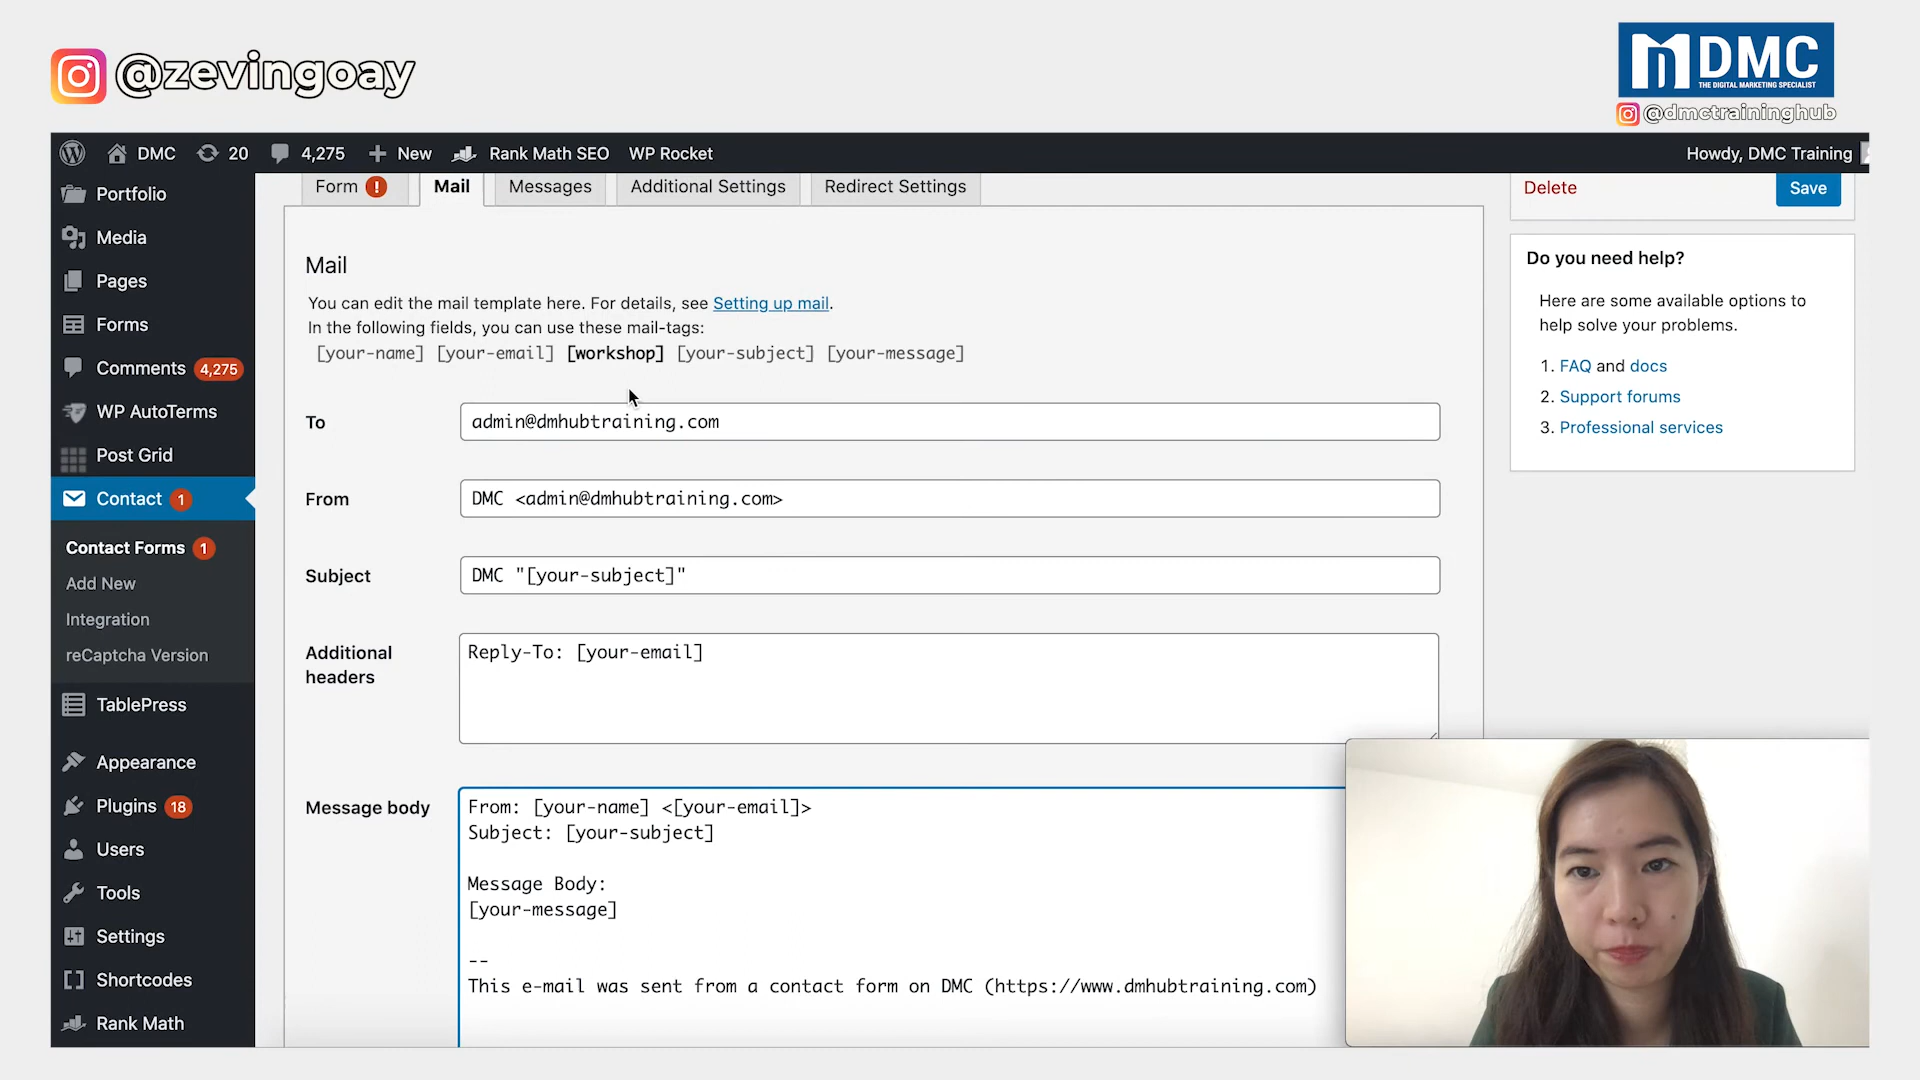 @zevingoay
DMC
THE DIGITAL MARKETING SPECIALIST
@dmctraininghub
DMC 20 4,275 + New Rank Math SEO WP Rocket Howdy, DMC Training
Portfolio
Media
Pages
Forms
Comments 4,275
WP AutoTerms
Post Grid
Contact 1
Contact Forms 1
Add New
Integration
reCaptcha Version
TablePress
Appearance
Plugins 18
Users
Tools
Settings
Shortcodes
Rank Math
Form ! Mail Messages Additional Settings Redirect Settings
Mail
You can edit the mail template here. For details, see Setting up mail.
In the following fields, you can use these mail-tags:
[your-name] [your-email] [workshop] [your-subject] [your-message]
To admin@dmhubtraining.com
From DMC <admin@dmhubtraining.com>
Subject DMC "[your-subject]"
Additional headers
Reply-To: [your-email]
Message body
From: [your-name] <[your-email]>
Subject: [your-subject]
Message Body:
[your-message]
--
This e-mail was sent from a contact form on DMC (https://www.dmhubtraining.com)
Delete Save
Do you need help?
Here are some available options to
help solve your problems.
1. FAQ and docs
2. Support forums
3. Professional services